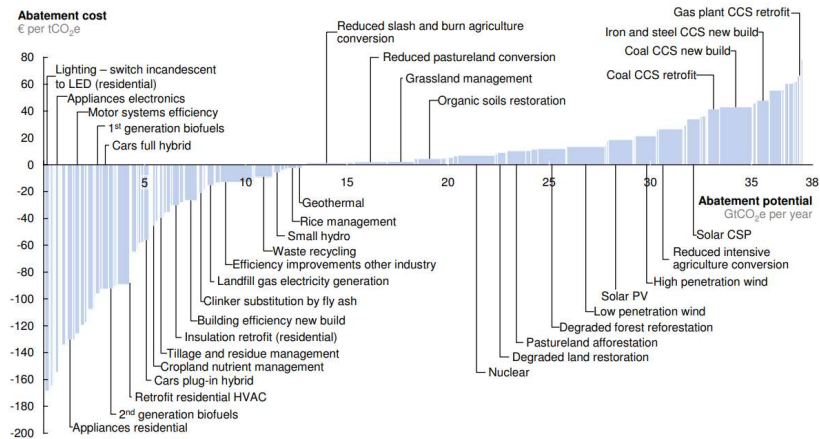 Abatement cost
€ per tCO2e
Gas plant CCS retrofit
Iron and steel CCS new build
Coal CCS new build
Coal CCS retrofit
Reduced slash and burn agriculture
conversion
Reduced pastureland conversion
Grassland management
Organic soils restoration
Lighting – switch incandescent
to LED (residential)
Appliances electronics
Motor systems efficiency
1st generation biofuels
Cars full hybrid
80
60
40
20
0
-20
-40
-60
-80
-100
-120
-140
-160
-180
-200
5
10
15
20
25
30
35
38
Abatement potential
GtCO2e per year
Geothermal
Rice management
Small hydro
Waste recycling
Efficiency improvements other industry
Landfill gas electricity generation
Clinker substitution by fly ash
Building efficiency new build
Insulation retrofit (residential)
Tillage and residue management
Cropland nutrient management
Cars plug-in hybrid
Retrofit residential HVAC
2nd generation biofuels
Appliances residential
Solar CSP
Reduced intensive
agriculture conversion
High penetration wind
Solar PV
Low penetration wind
Degraded forest reforestation
Pastureland afforestation
Degraded land restoration
Nuclear